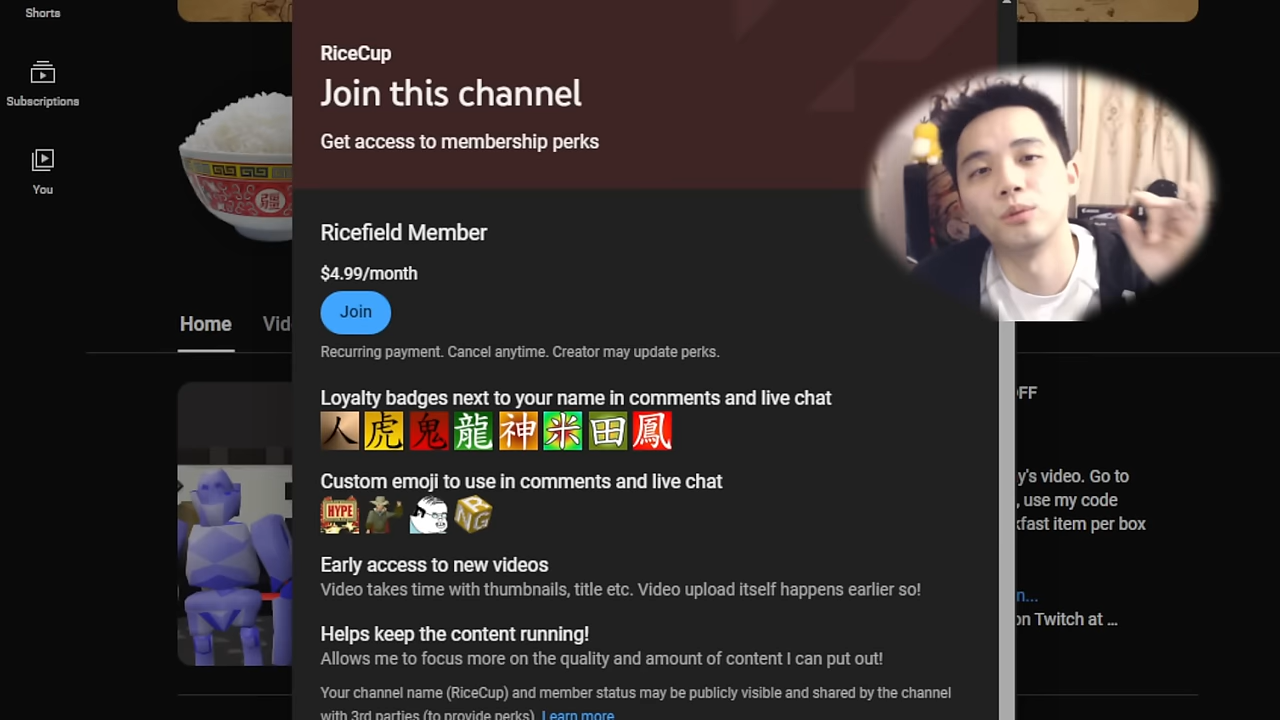 Shorts
Subscriptions
You
RiceCup
Join this channel
Get access to membership perks
Ricefield Member
$4.99/month
Join
Recurring payment. Cancel anytime. Creator may update perks.
Loyalty badges next to your name in comments and live chat
人 虎 鬼 龍 神 米 田 鳳
Custom emoji to use in comments and live chat
HYPE
RNG
Early access to new videos
Video takes time with thumbnails, title etc. Video upload itself happens earlier so!
Helps keep the content running!
Allows me to focus more on the quality and amount of content I can put out!
Your channel name (RiceCup) and member status may be publicly visible and shared by the channel
with 3rd parties (to provide perks). Learn more
Home Vid
FF
y's video. Go to
, use my code
kfast item per box
n...
on Twitch at ...